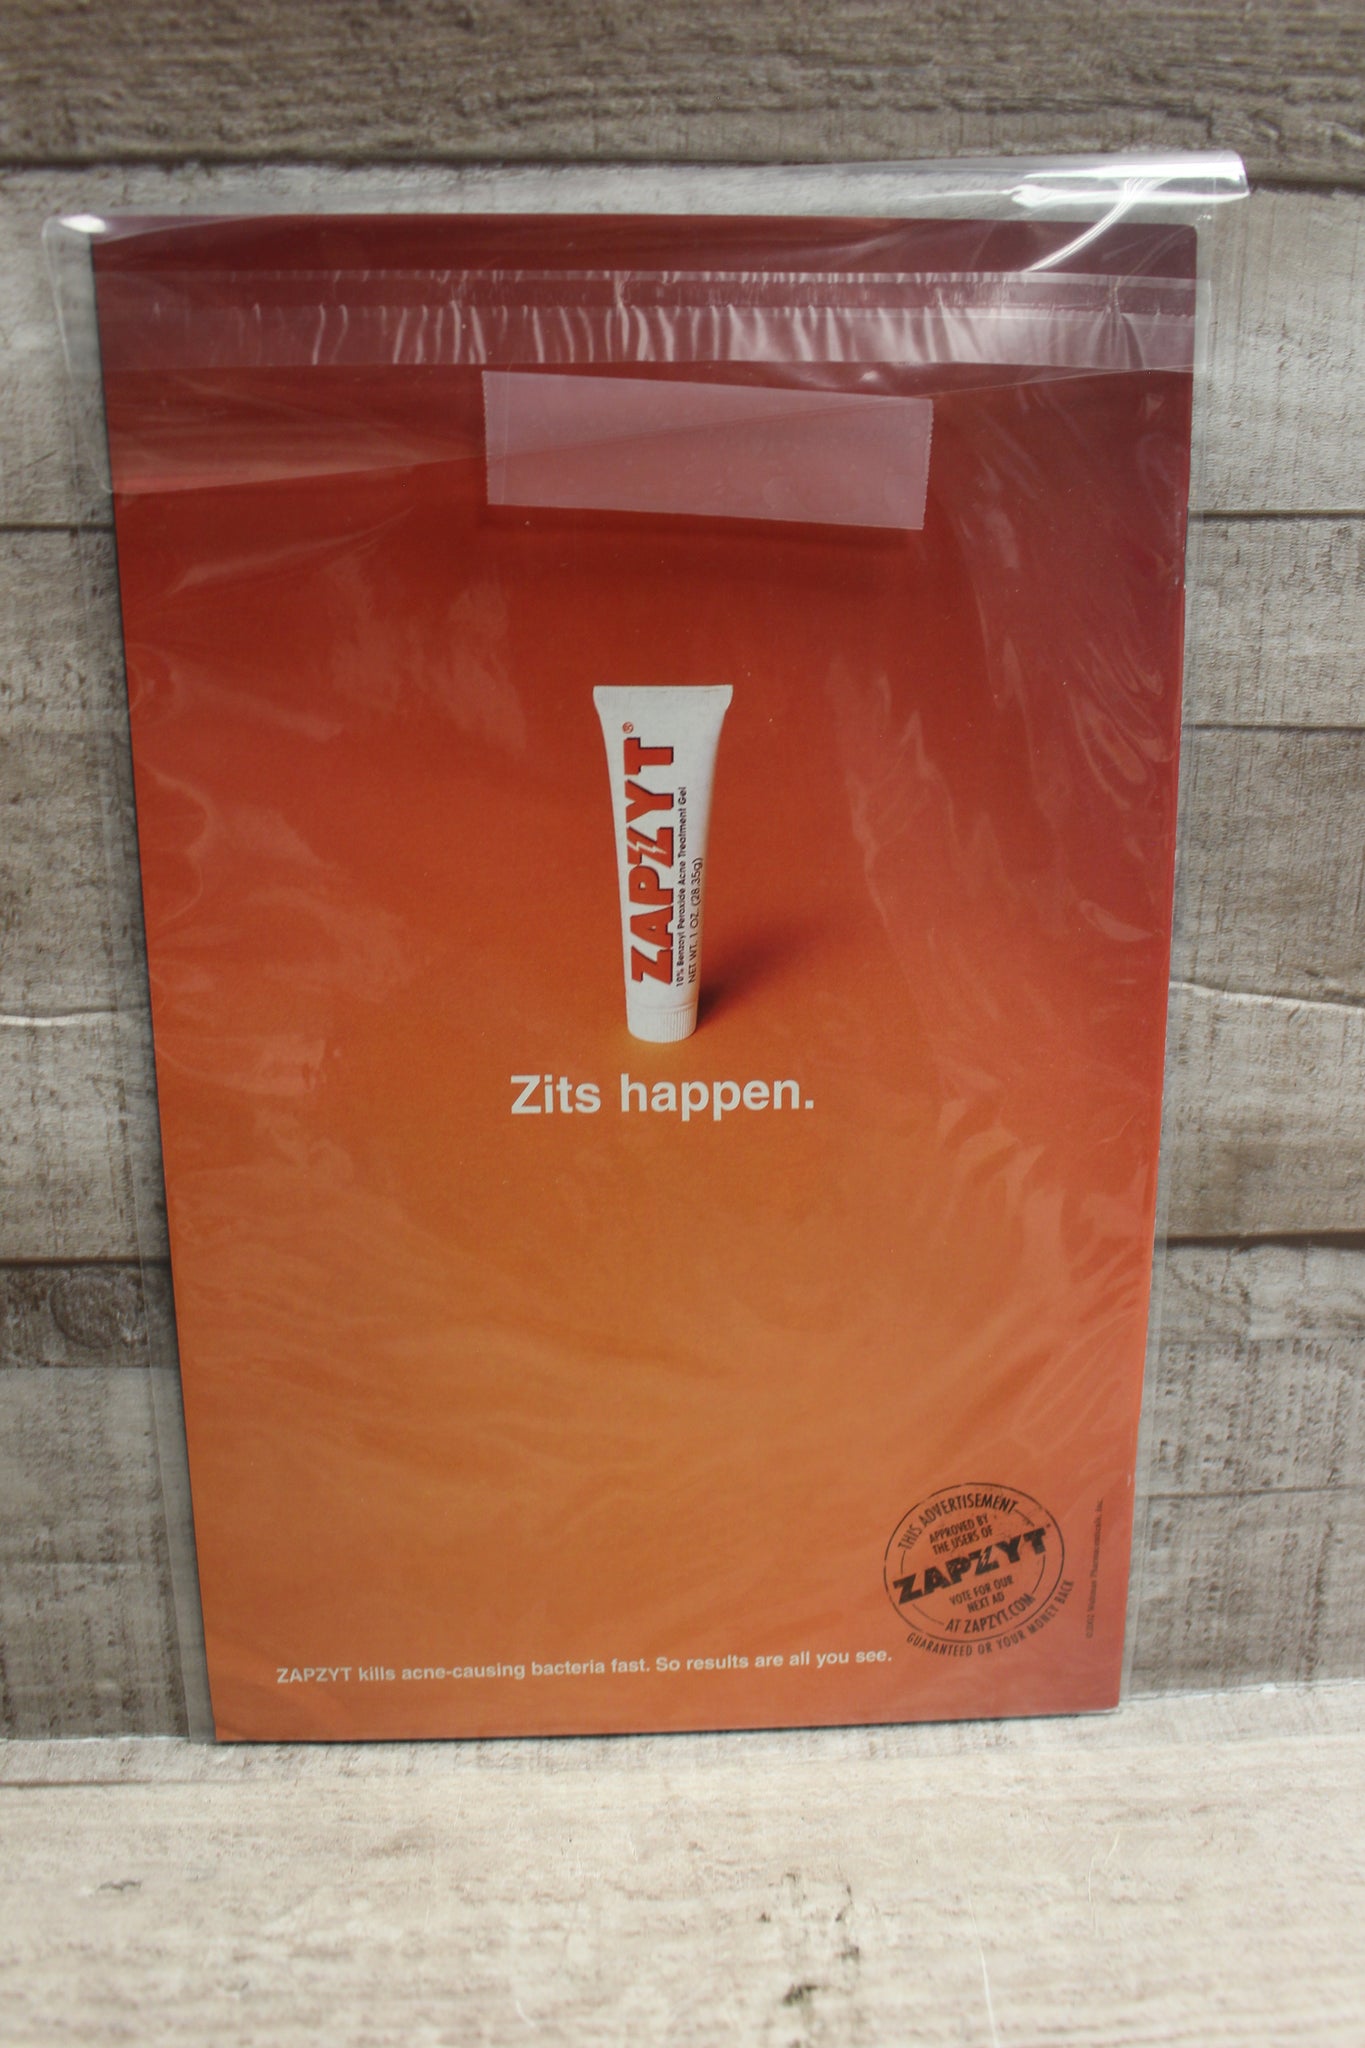 ZAPZYT®
10% Benzoyl Peroxide Acne Treatment Gel
NET WT. 1 OZ. (28.35g)
Zits happen.
THIS ADVERTISEMENT
APPROVED BY
THE USERS OF
ZAPZYT
VOTE FOR OUR
NEXT AD
AT ZAPZYT.COM
GUARANTEED OR YOUR MONEY BACK
ZAPZYT kills acne-causing bacteria fast. So results are all you see.